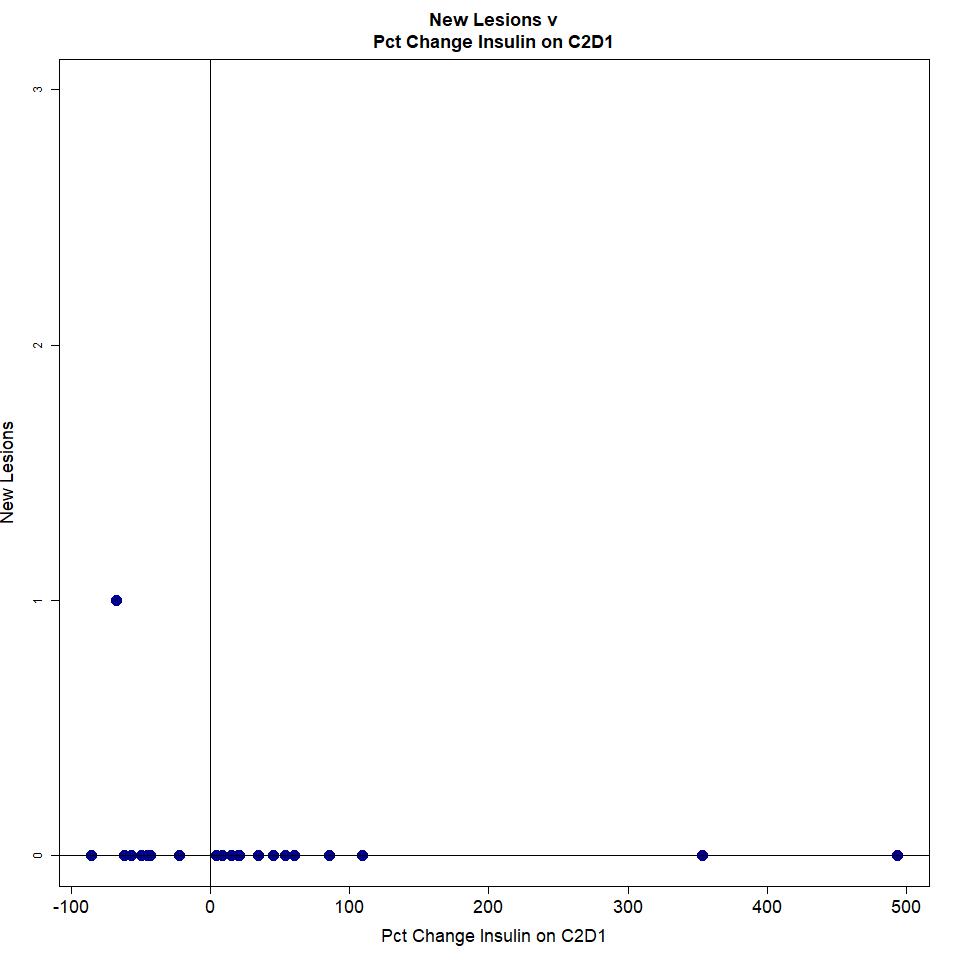 New Lesions v
Pct Change Insulin on C2D1
3
2
1
0
New Lesions
-100 0 100 200 300 400 500
Pct Change Insulin on C2D1